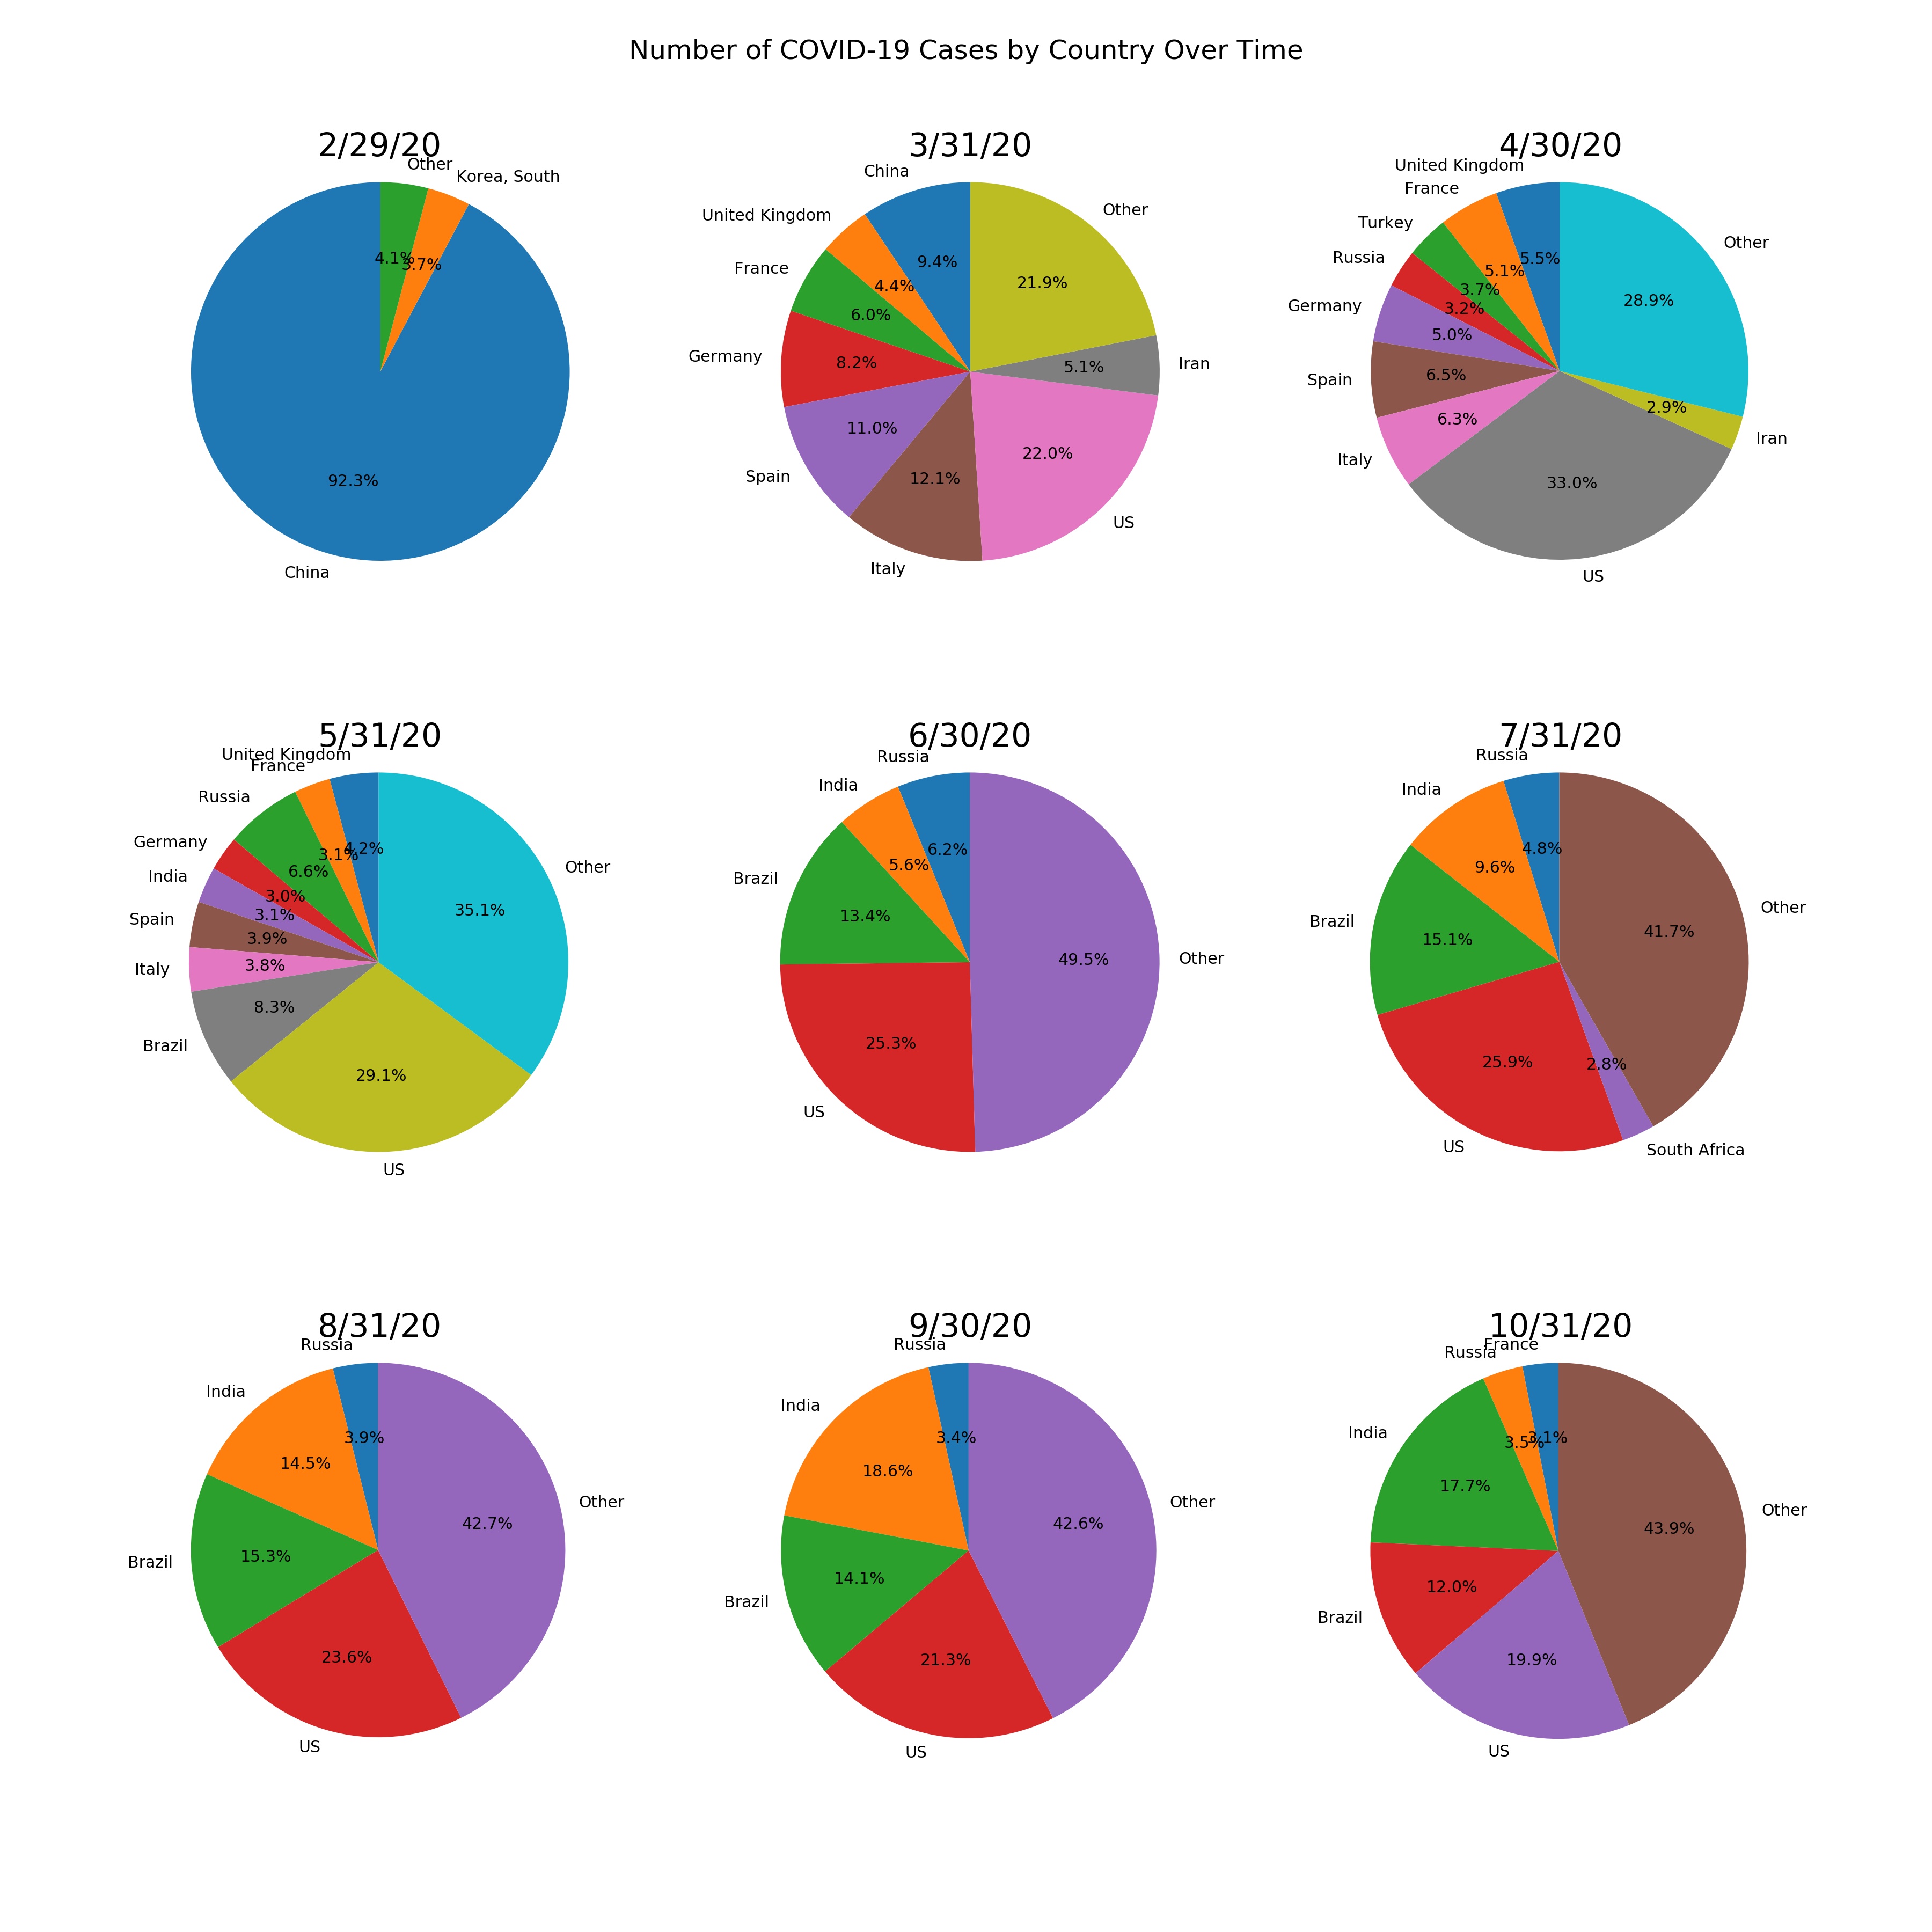 Number of COVID-19 Cases by Country Over Time
2/29/20
Other
Korea, South
4.1%
3.7%
92.3%
China
3/31/20
China
United Kingdom
Other
France
9.4%
4.4%
21.9%
6.0%
Germany
8.2%
5.1%
Iran
11.0%
22.0%
Spain
12.1%
US
Italy
4/30/20
United Kingdom
France
Turkey
Other
Russia
5.5%
5.1%
3.7%
28.9%
Germany
3.2%
5.0%
Spain
6.5%
2.9%
6.3%
Iran
Italy
33.0%
US
5/31/20
United Kingdom
France
Russia
Germany
4.2%
3.1%
Other
6.6%
India
3.0%
35.1%
3.1%
Spain
3.9%
Italy
3.8%
8.3%
Brazil
29.1%
US
6/30/20
Russia
India
6.2%
5.6%
Brazil
13.4%
49.5%
Other
25.3%
US
7/31/20
Russia
India
4.8%
9.6%
Other
Brazil
41.7%
15.1%
25.9%
2.8%
US
South Africa
8/31/20
Russia
India
3.9%
14.5%
Other
42.7%
15.3%
Brazil
23.6%
US
9/30/20
Russia
India
3.4%
18.6%
Other
42.6%
14.1%
Brazil
21.3%
US
10/31/20
France
Russia
India
3.1%
3.5%
17.7%
Other
43.9%
12.0%
Brazil
19.9%
US